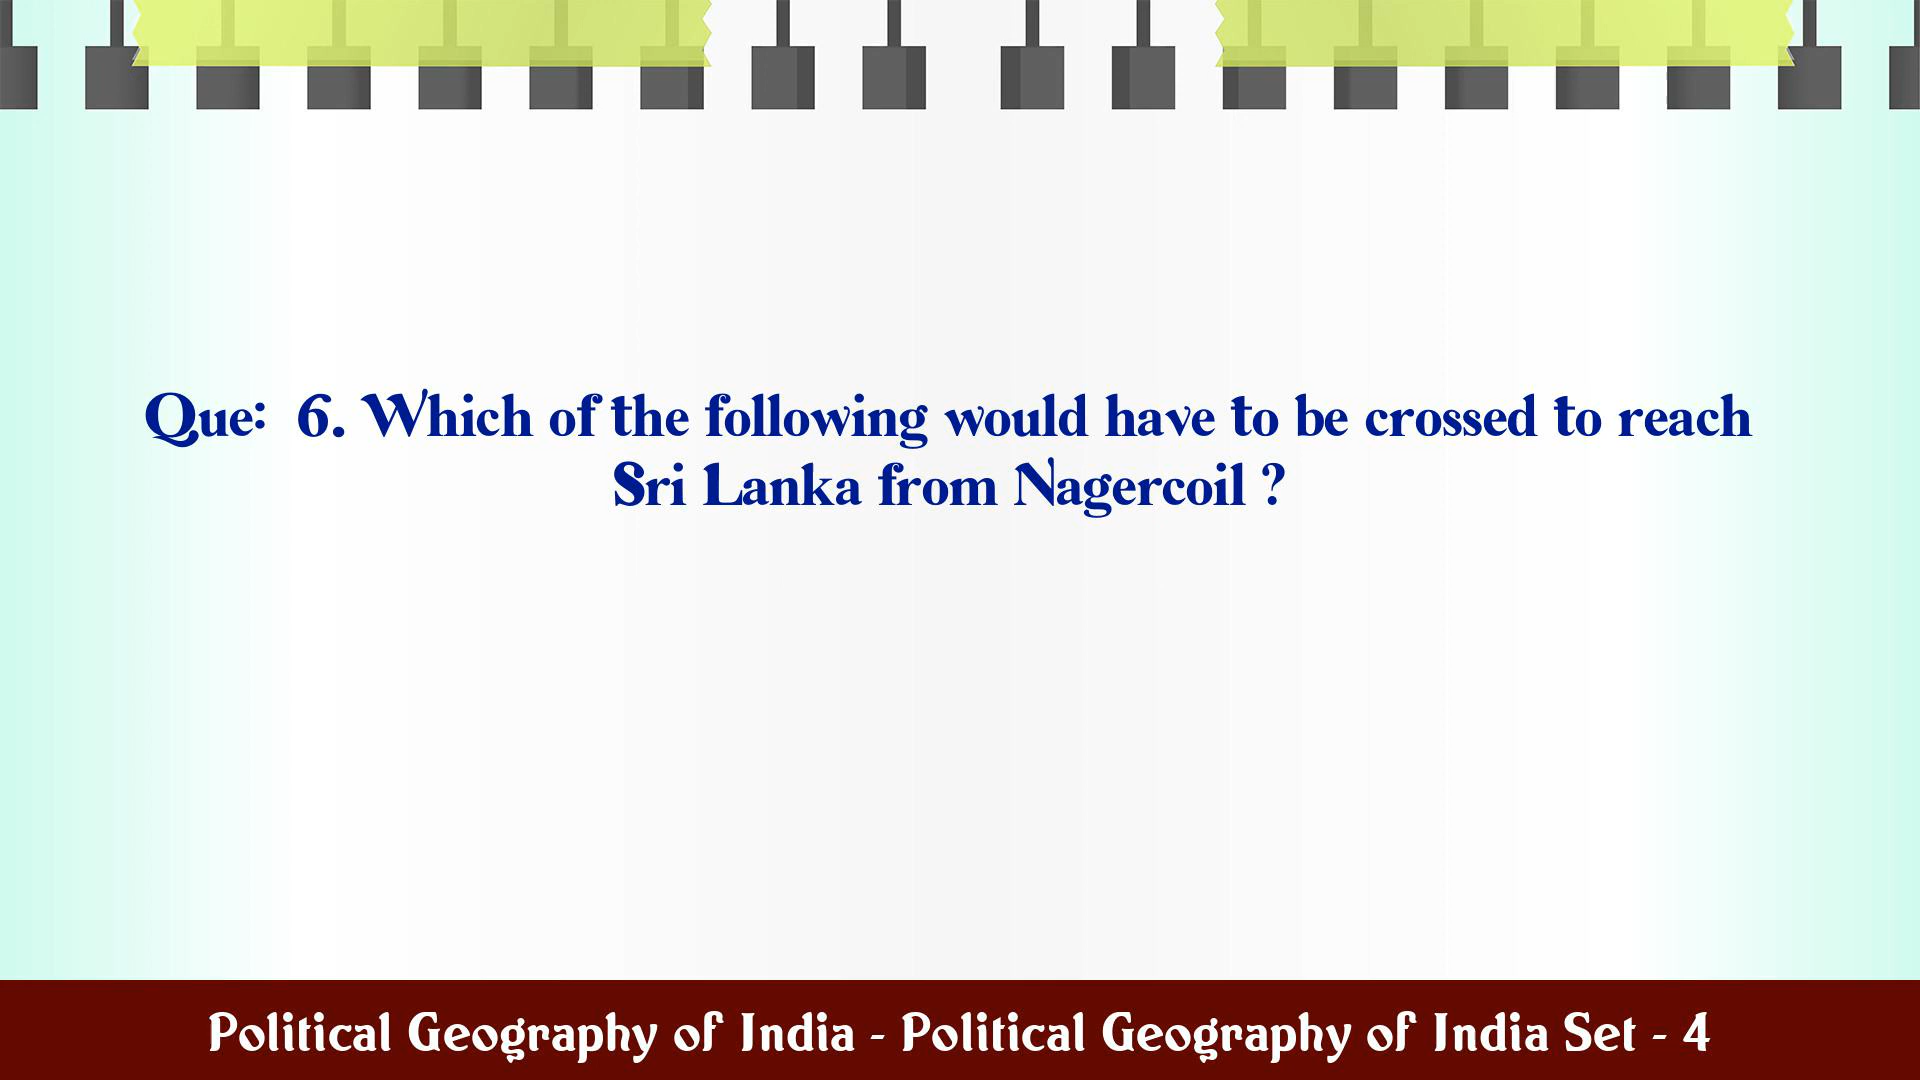 Que:  6. Which of the following would have to be crossed to reach
Sri Lanka from Nagercoil ?
Political Geography of India - Political Geography of India Set - 4